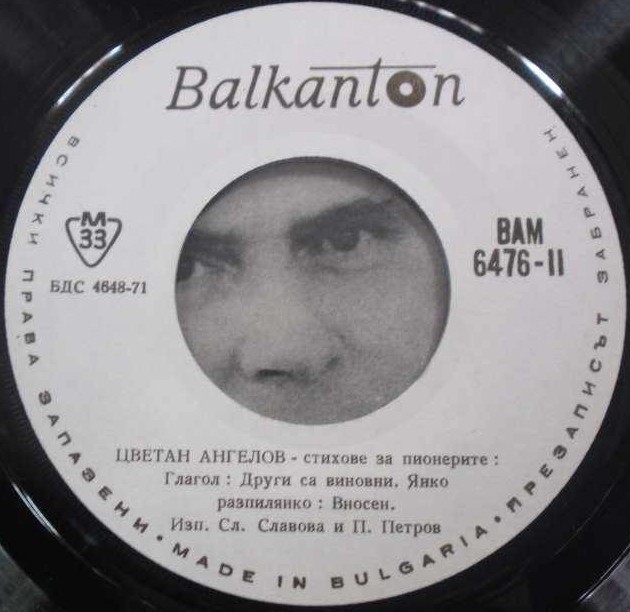 Balkanton
M
33
БДС 4648-71
ВАМ
6476-II
ЦВЕТАН АНГЕЛОВ - стихове за пионерите :
Глагол : Други са виновни. Янко
разпилянко : Вносен.
Изп. Сл. Славова и П. Петров
ВСИЧКИ ПРАВА ЗАПАЗЕНИ • MADE IN BULGARIA • ПРЕЗАПИСЪТ ЗАБРАНЕН